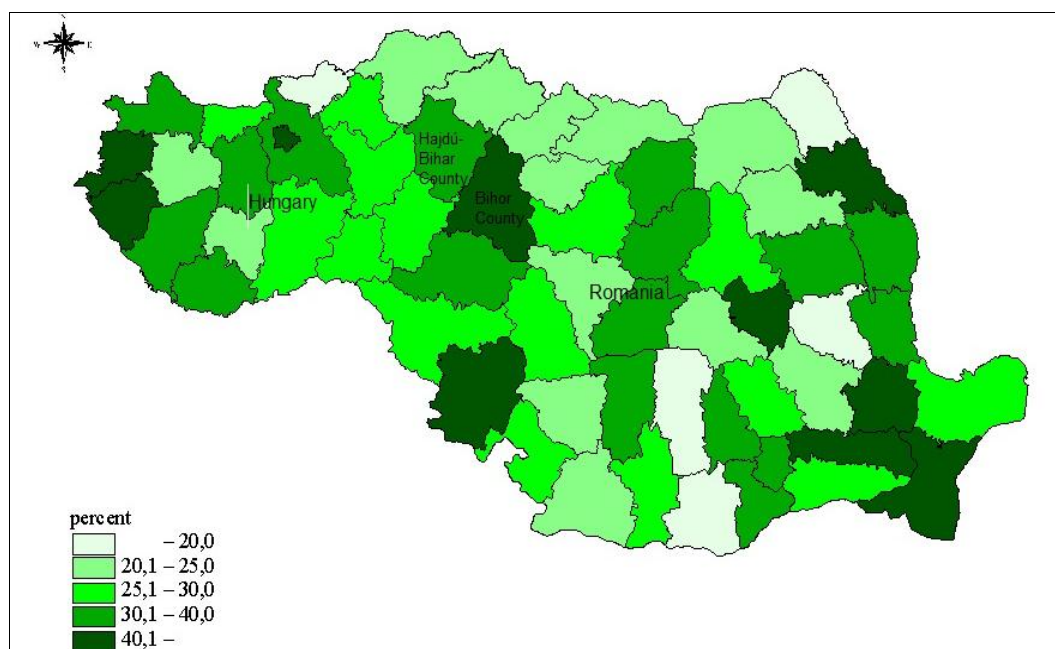 N
W E
S
Hajdú-
Bihar
County
Bihor
County
Hungary
Romania
percent
– 20,0
20,1 – 25,0
25,1 – 30,0
30,1 – 40,0
40,1 –